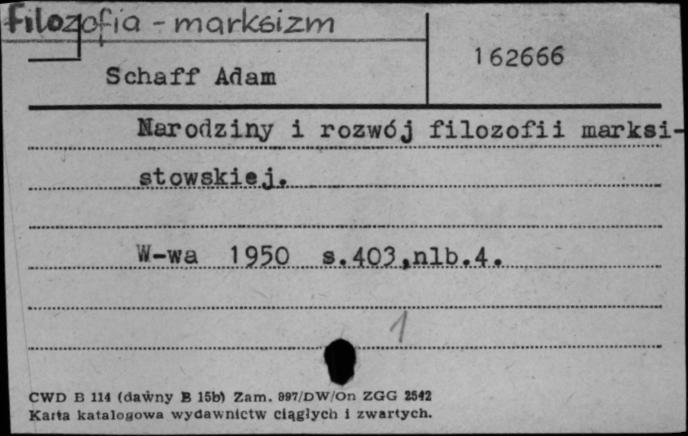 Filozofia - marksizm
162666
Schaff Adam
Narodziny i rozwój filozofii marksi-
stowskiej.
W-wa 1950 s.403,nlb.4.
1
CWD B 114 (dawny B 15b) Zam. 997/DW/On ZGG 2542
Karta katalogowa wydawnictw ciągłych i zwartych.